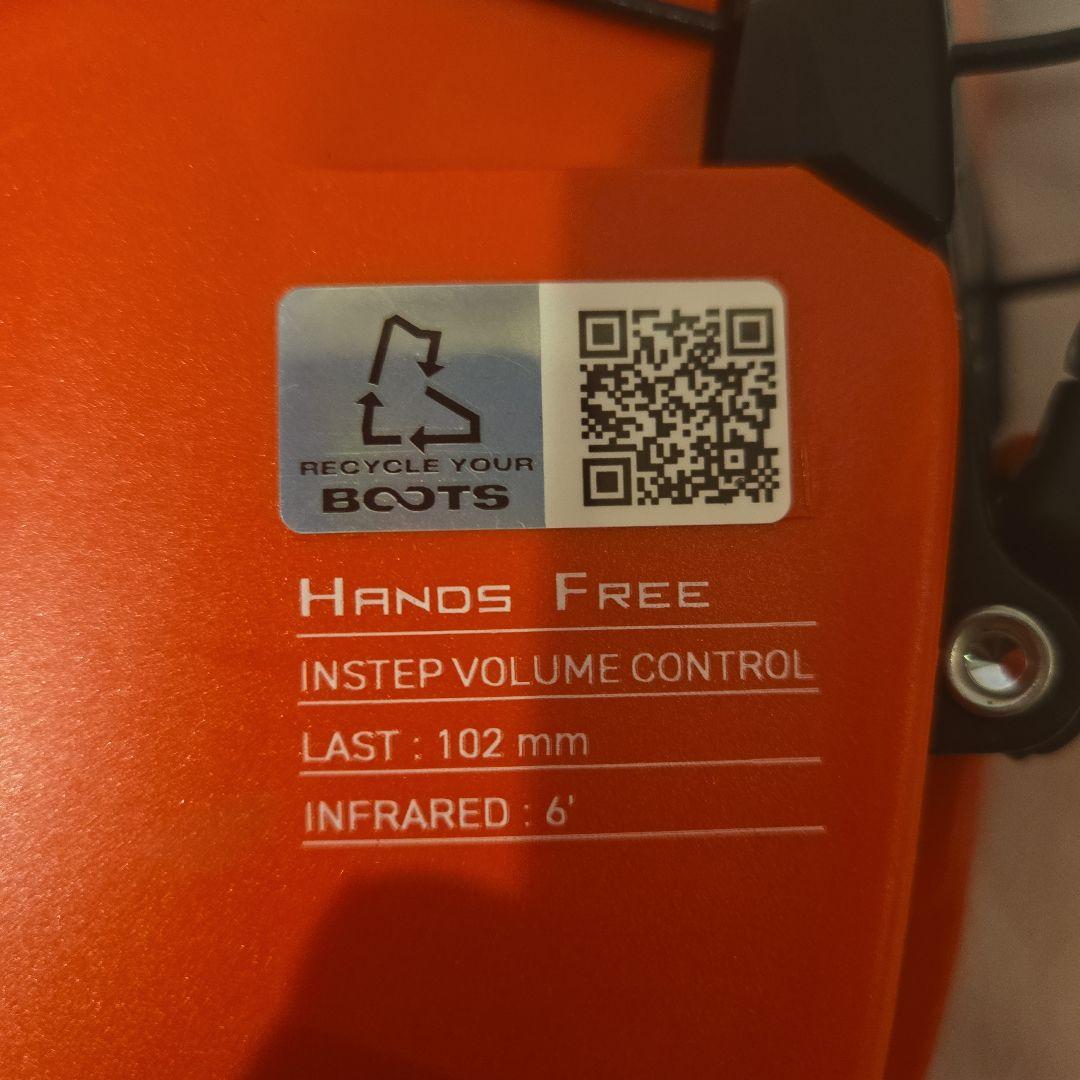 RECYCLE YOUR
BOOTS
HANDS FREE
INSTEP VOLUME CONTROL
LAST : 102 mm
INFRARED : 6'